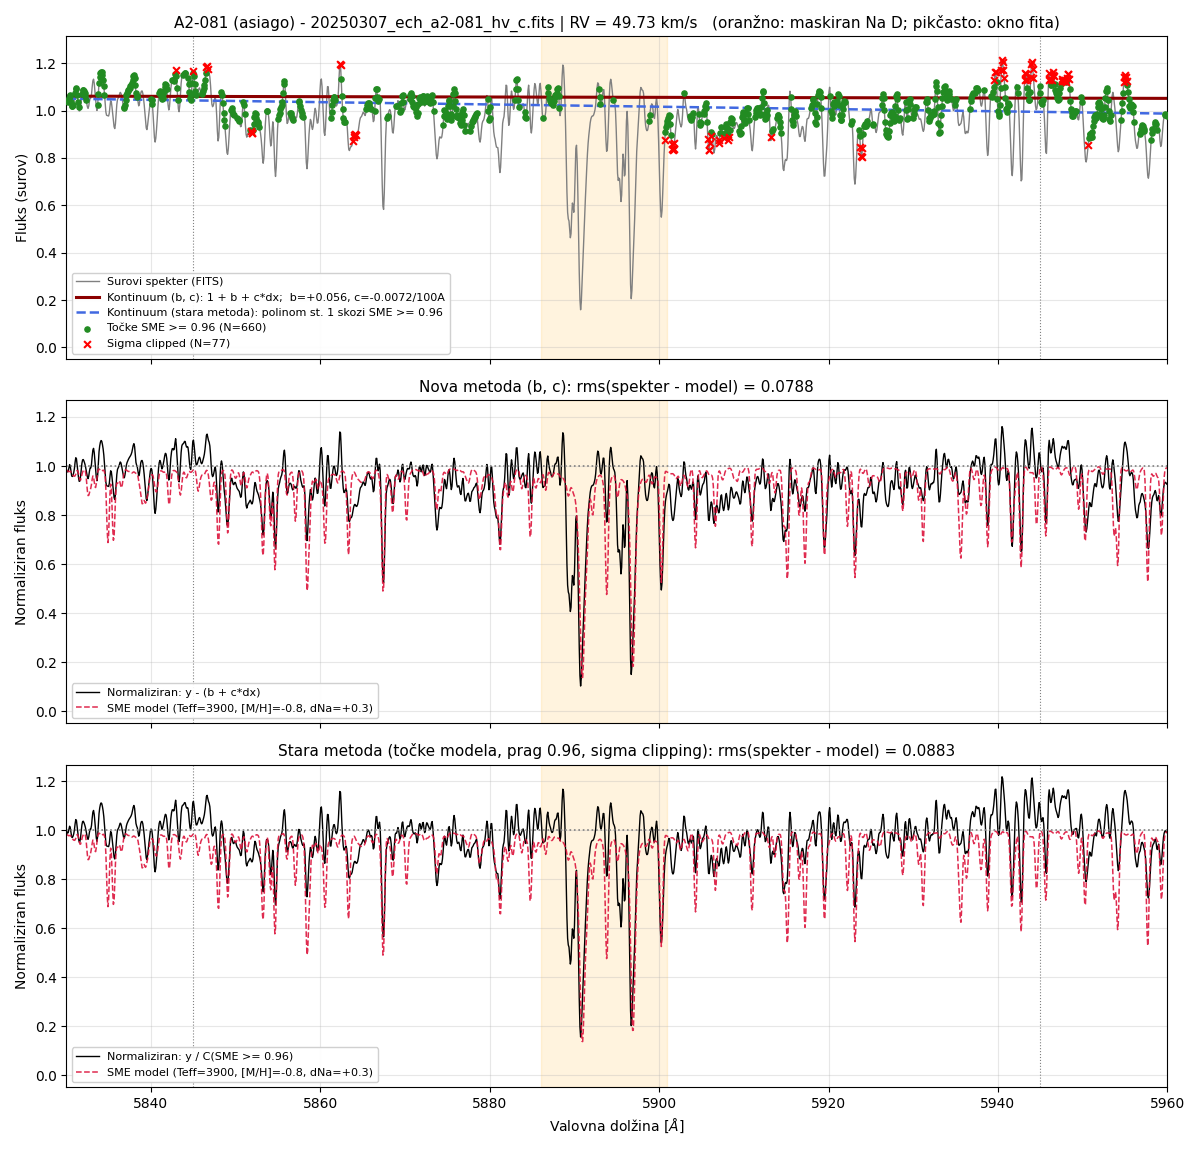 A2-081 (asiago) - 20250307_ech_a2-081_hv_c.fits | RV = 49.73 km/s   (oranžno: maskiran Na D; pikčasto: okno fita)
1.2
1.0
0.8
0.6
0.4
0.2
0.0
Fluks (surov)
Surovi spekter (FITS)
Kontinuum (b, c): 1 + b + c*dx;  b=+0.056, c=-0.0072/100A
Kontinuum (stara metoda): polinom st. 1 skozi SME >= 0.96
Točke SME >= 0.96 (N=660)
Sigma clipped (N=77)
Nova metoda (b, c): rms(spekter - model) = 0.0788
1.2
1.0
0.8
0.6
0.4
0.2
0.0
Normaliziran fluks
Normaliziran: y - (b + c*dx)
SME model (Teff=3900, [M/H]=-0.8, dNa=+0.3)
Stara metoda (točke modela, prag 0.96, sigma clipping): rms(spekter - model) = 0.0883
1.2
1.0
0.8
0.6
0.4
0.2
0.0
Normaliziran fluks
Normaliziran: y / C(SME >= 0.96)
SME model (Teff=3900, [M/H]=-0.8, dNa=+0.3)
5840 5860 5880 5900 5920 5940 5960
Valovna dolžina [Å]